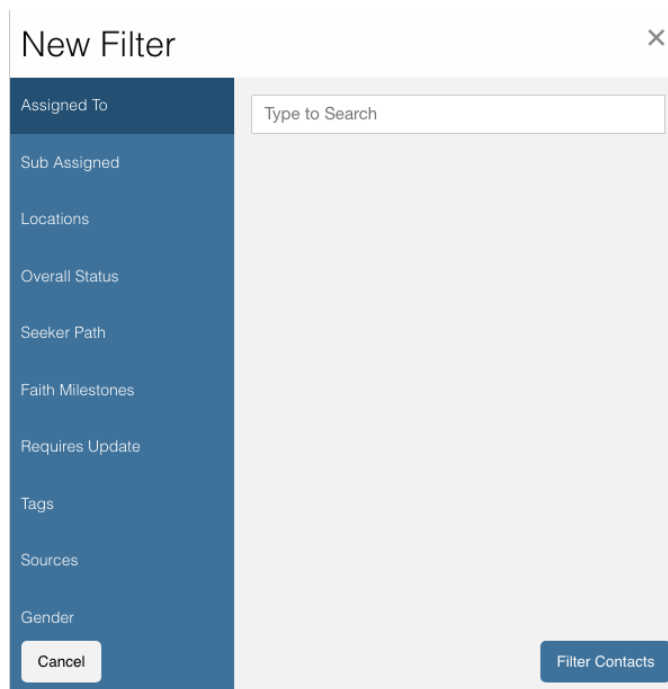 New Filter
×
Assigned To
Type to Search
Sub Assigned
Locations
Overall Status
Seeker Path
Faith Milestones
Requires Update
Tags
Sources
Gender
Cancel
Filter Contacts